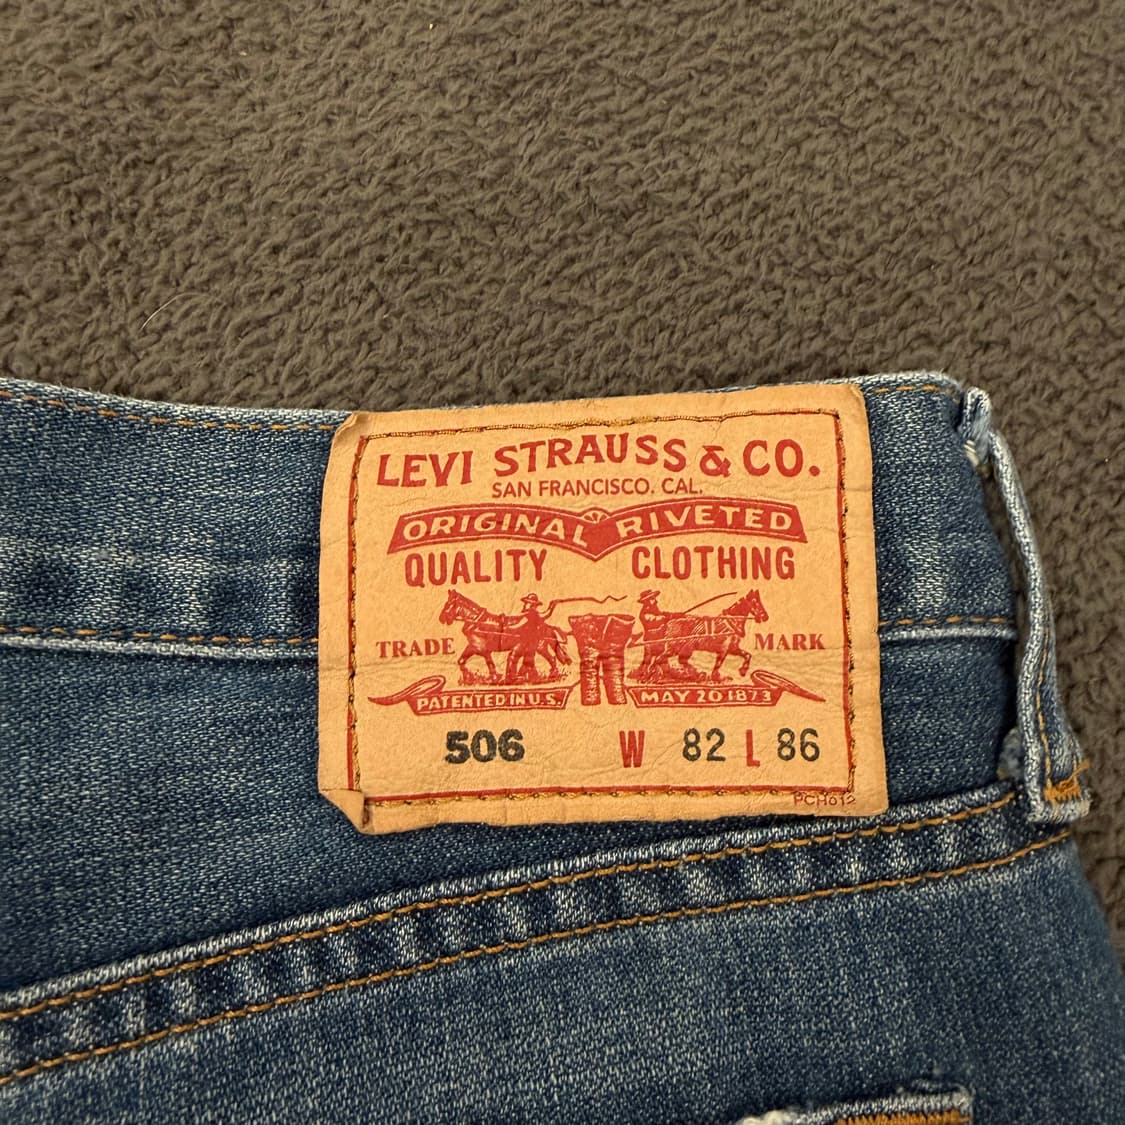 LEVI STRAUSS & CO.
SAN FRANCISCO. CAL.
ORIGINAL RIVETED
QUALITY CLOTHING
TRADE MARK
PATENTED IN U.S. MAY 20 1873
506 W 82 L 86
PCH012